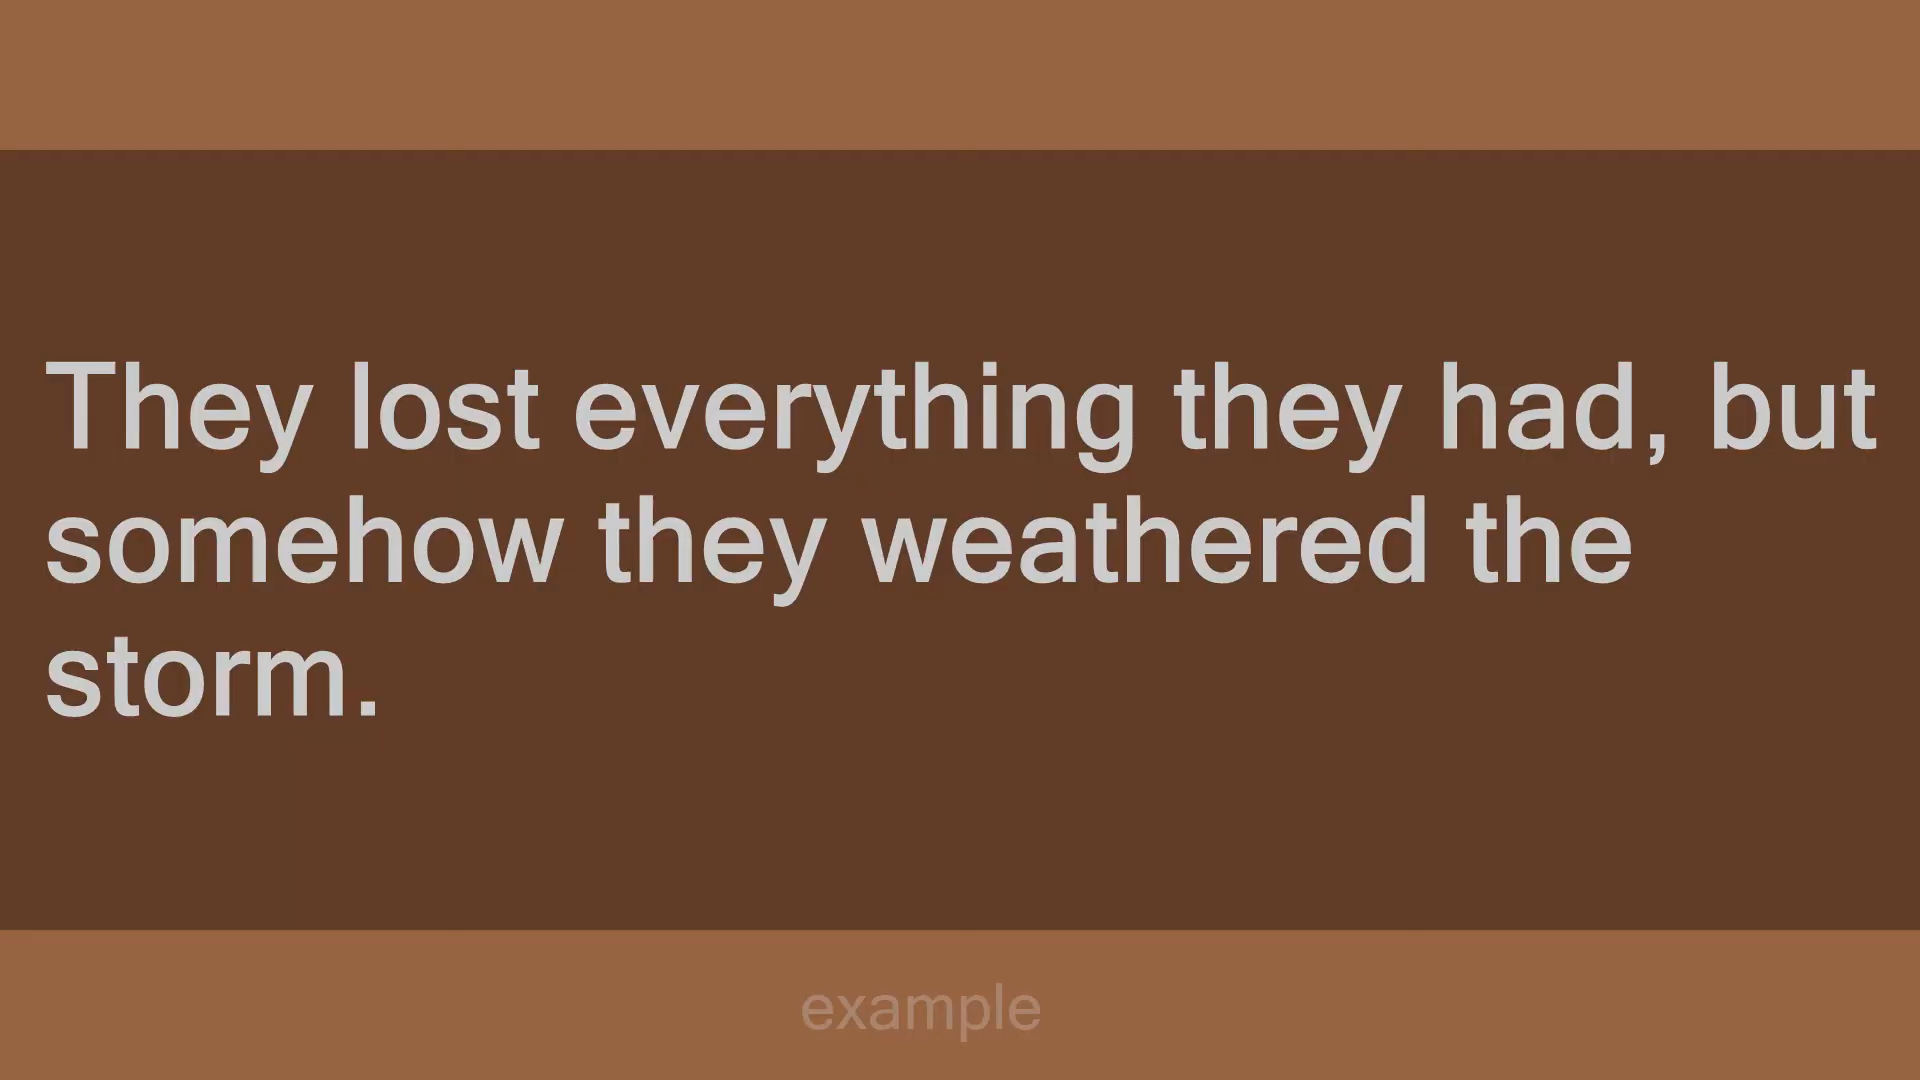 They lost everything they had, but
somehow they weathered the
storm.
example